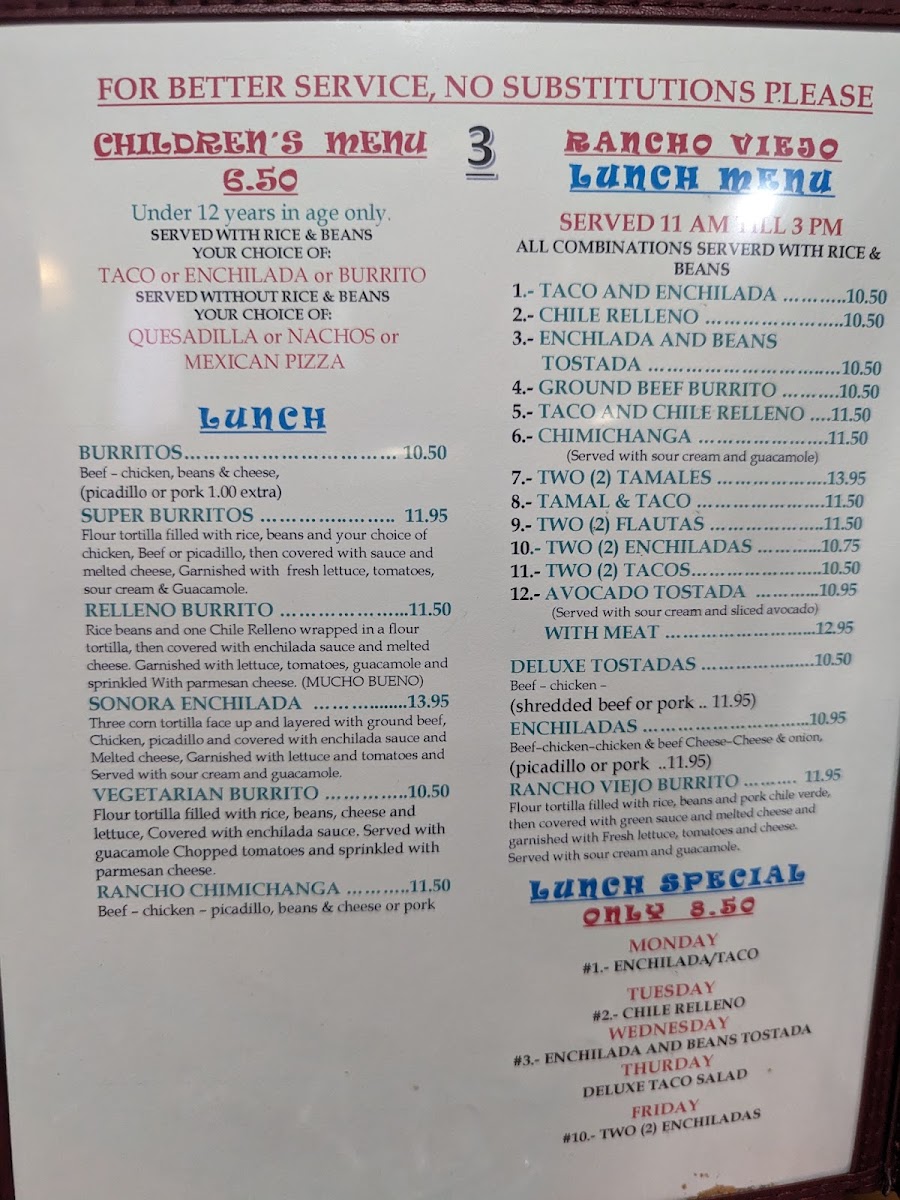 FOR BETTER SERVICE, NO SUBSTITUTIONS PLEASE
CHILDREN'S MENU
6.50
Under 12 years in age only.
SERVED WITH RICE & BEANS
YOUR CHOICE OF:
TACO or ENCHILADA or BURRITO
SERVED WITHOUT RICE & BEANS
YOUR CHOICE OF:
QUESADILLA or NACHOS or
MEXICAN PIZZA
LUNCH
BURRITOS………………………… 10.50
Beef – chicken, beans & cheese,
(picadillo or pork 1.00 extra)
SUPER BURRITOS ………………….. 11.95
Flour tortilla filled with rice, beans and your choice of
chicken, Beef or picadillo, then covered with sauce and
melted cheese, Garnished with fresh lettuce, tomatoes,
sour cream & Guacamole.
RELLENO BURRITO ………………...11.50
Rice beans and one Chile Relleno wrapped in a flour
tortilla, then covered with enchilada sauce and melted
cheese. Garnished with lettuce, tomatoes, guacamole and
sprinkled With parmesan cheese. (MUCHO BUENO)
SONORA ENCHILADA ………........13.95
Three corn tortilla face up and layered with ground beef,
Chicken, picadillo and covered with enchilada sauce and
Melted cheese, Garnished with lettuce and tomatoes and
Served with sour cream and guacamole.
VEGETARIAN BURRITO …………..10.50
Flour tortilla filled with rice, beans, cheese and
lettuce, Covered with enchilada sauce. Served with
guacamole Chopped tomatoes and sprinkled with
parmesan cheese.
RANCHO CHIMICHANGA ………..11.50
Beef – chicken – picadillo, beans & cheese or pork
3
RANCHO VIEJO
LUNCH MENU
SERVED 11 AM TILL 3 PM
ALL COMBINATIONS SERVERD WITH RICE &
BEANS
1.- TACO AND ENCHILADA ………..10.50
2.- CHILE RELLENO …………………..10.50
3.- ENCHLADA AND BEANS
TOSTADA ……………………….....10.50
4.- GROUND BEEF BURRITO ………10.50
5.- TACO AND CHILE RELLENO ....11.50
6.- CHIMICHANGA ………………….11.50
(Served with sour cream and guacamole)
7.- TWO (2) TAMALES ………………13.95
8.- TAMAL & TACO …………………11.50
9.- TWO (2) FLAUTAS ………………11.50
10.- TWO (2) ENCHILADAS ………...10.75
11.- TWO (2) TACOS…………………10.50
12.- AVOCADO TOSTADA ………...10.95
(Served with sour cream and sliced avocado)
WITH MEAT …………………...12.95
DELUXE TOSTADAS ……………......10.50
Beef – chicken –
(shredded beef or pork .. 11.95)
ENCHILADAS ……………………...10.95
Beef–chicken–chicken & beef Cheese–Cheese & onion,
(picadillo or pork ..11.95)
RANCHO VIEJO BURRITO ………. 11.95
Flour tortilla filled with rice, beans and pork chile verde,
then covered with green sauce and melted cheese and
garnished with Fresh lettuce, tomatoes and cheese.
Served with sour cream and guacamole.
LUNCH SPECIAL
ONLY 8.50
MONDAY
#1.- ENCHILADA/TACO
TUESDAY
#2.- CHILE RELLENO
WEDNESDAY
#3.- ENCHILADA AND BEANS TOSTADA
THURDAY
DELUXE TACO SALAD
FRIDAY
#10.- TWO (2) ENCHILADAS